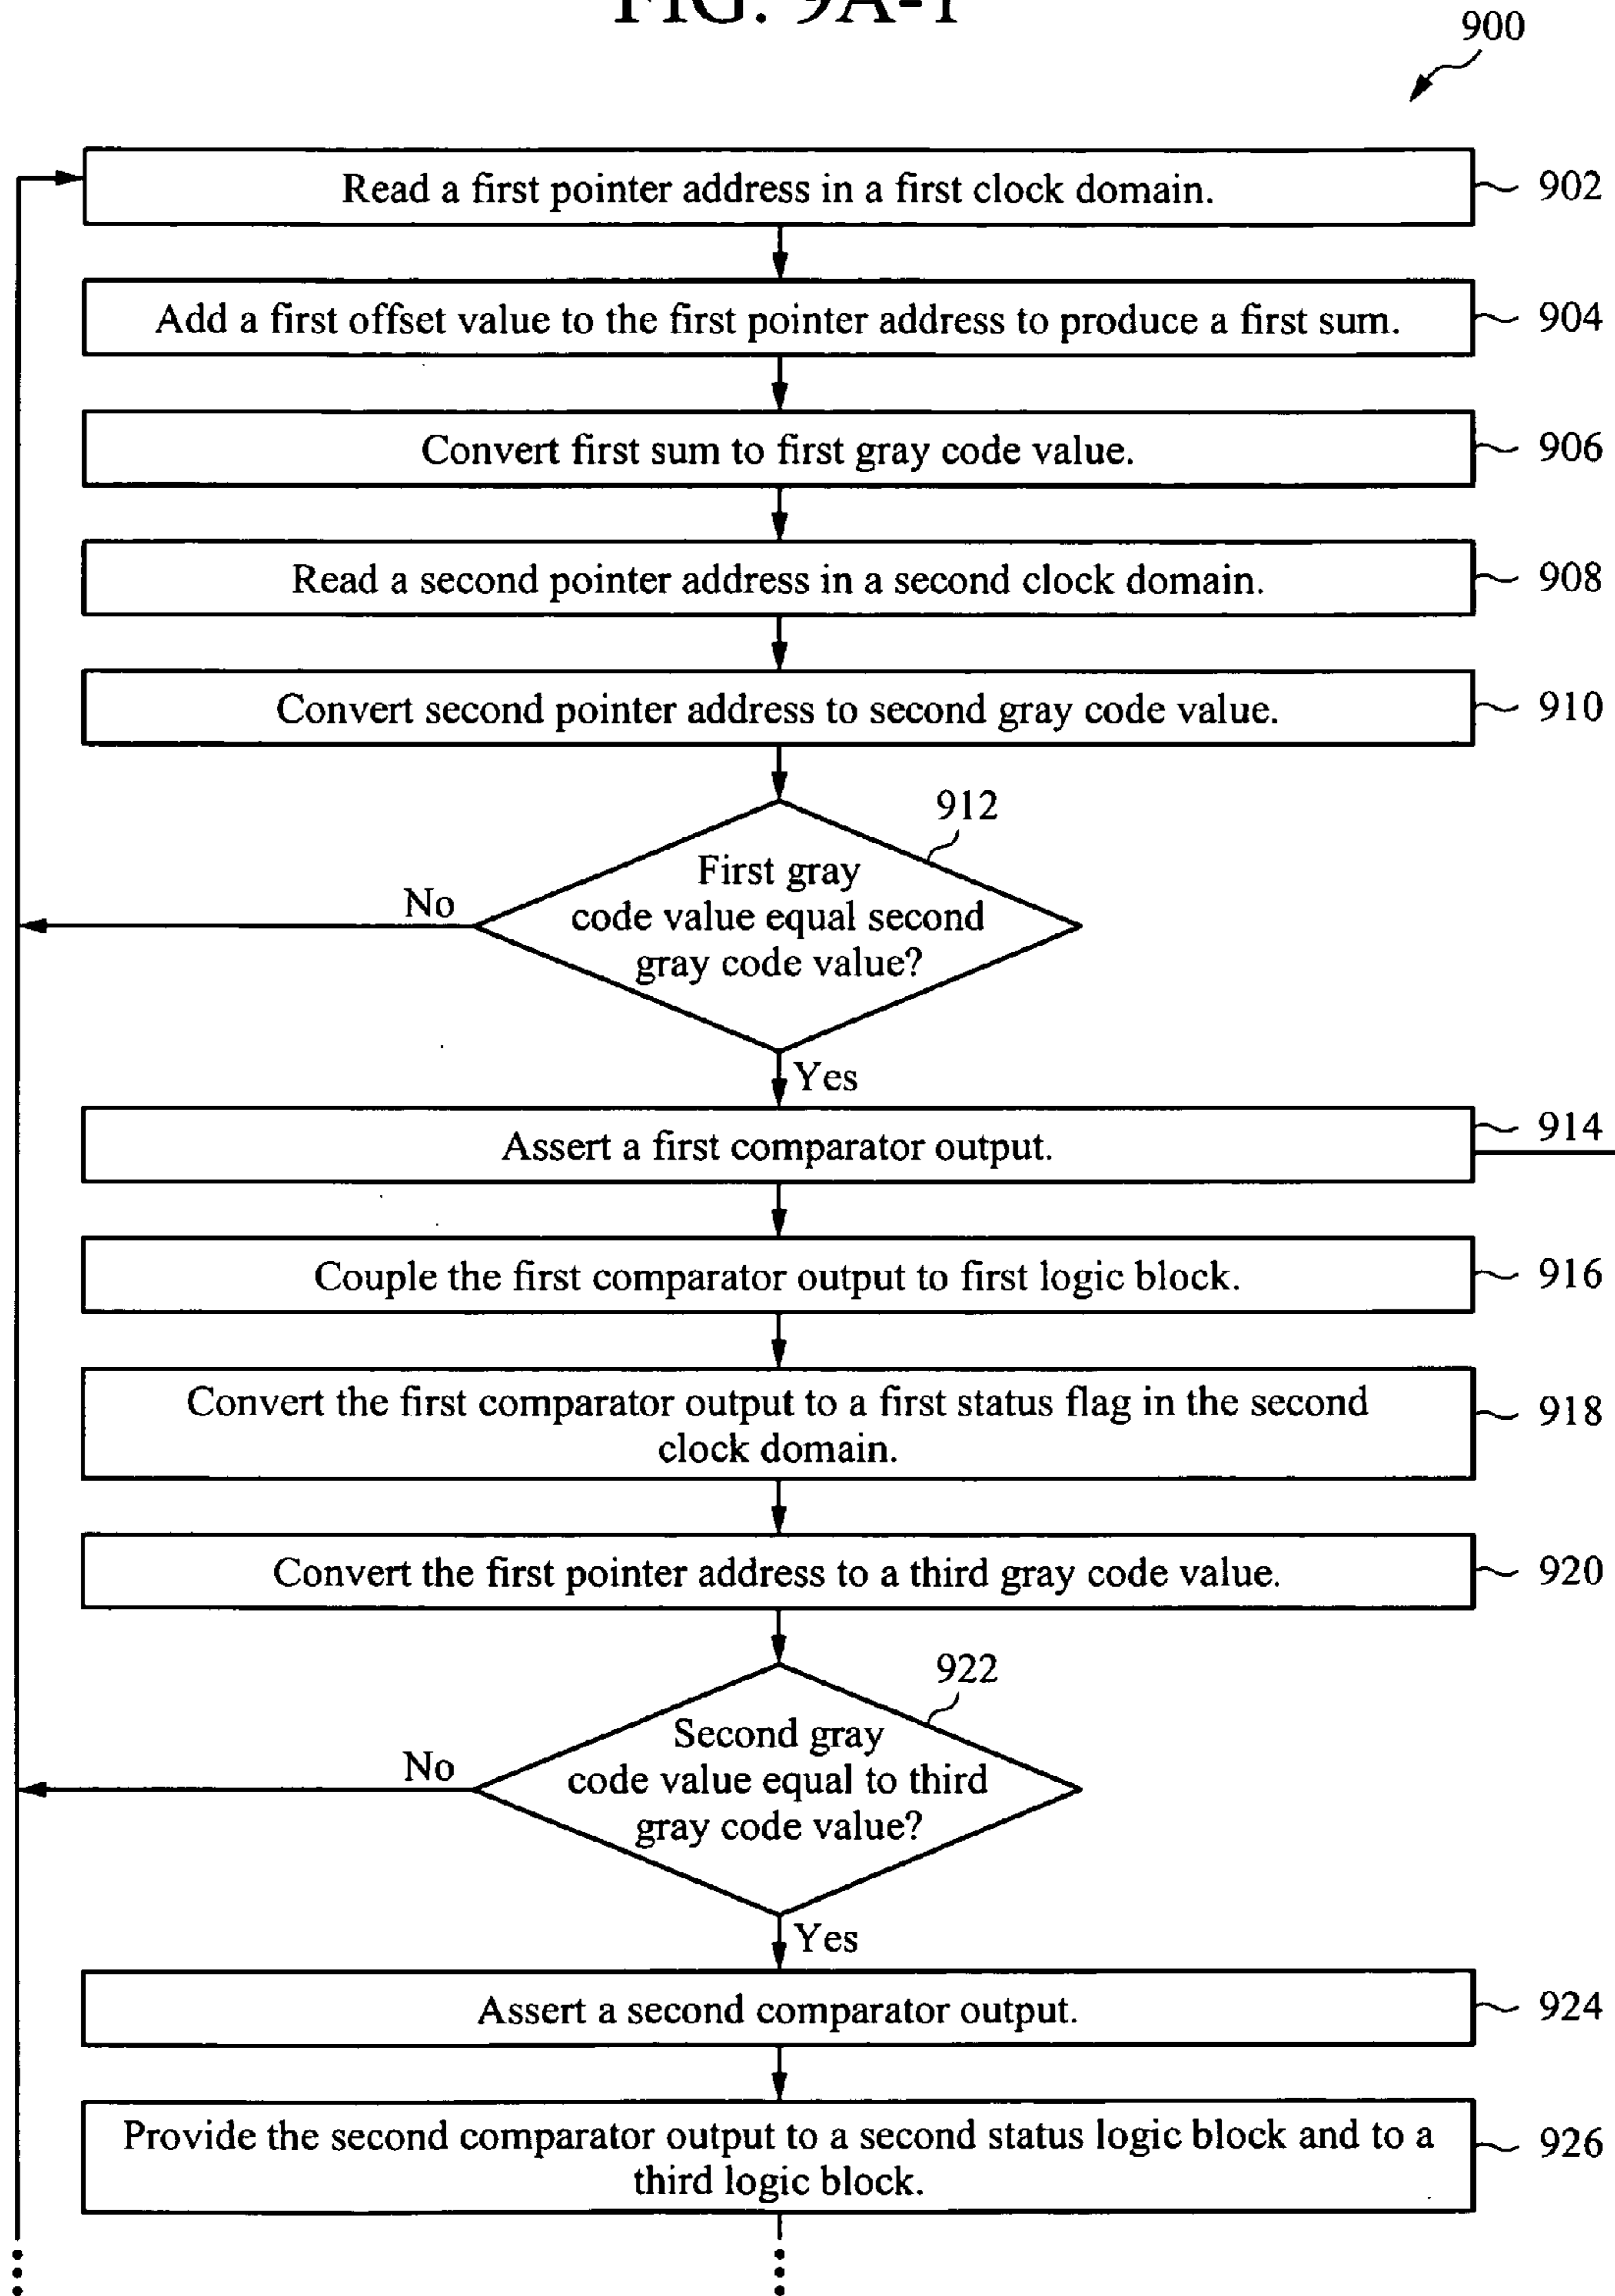 FIG. 9A-1
900
Read a first pointer address in a first clock domain.
902
Add a first offset value to the first pointer address to produce a first sum.
904
Convert first sum to first gray code value.
906
Read a second pointer address in a second clock domain.
908
Convert second pointer address to second gray code value.
910
912
First gray
code value equal second
gray code value?
No
Yes
Assert a first comparator output.
914
Couple the first comparator output to first logic block.
916
Convert the first comparator output to a first status flag in the second
clock domain.
918
Convert the first pointer address to a third gray code value.
920
922
Second gray
code value equal to third
gray code value?
No
Yes
Assert a second comparator output.
924
Provide the second comparator output to a second status logic block and to a
third logic block.
926